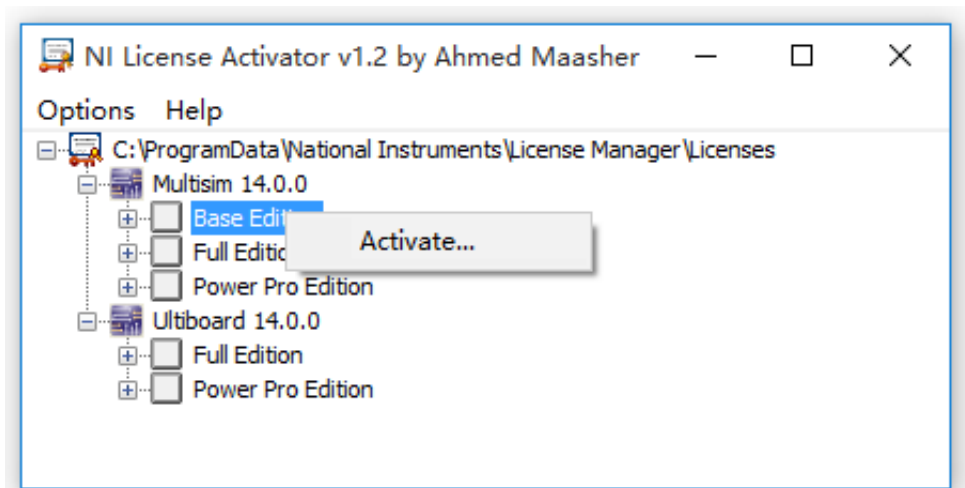 NI License Activator v1.2 by Ahmed Maasher
Options Help
C:\ProgramData\National Instruments\License Manager\Licenses
Multisim 14.0.0
Base Edit
Activate...
Full Editio
Power Pro Edition
Ultiboard 14.0.0
Full Edition
Power Pro Edition